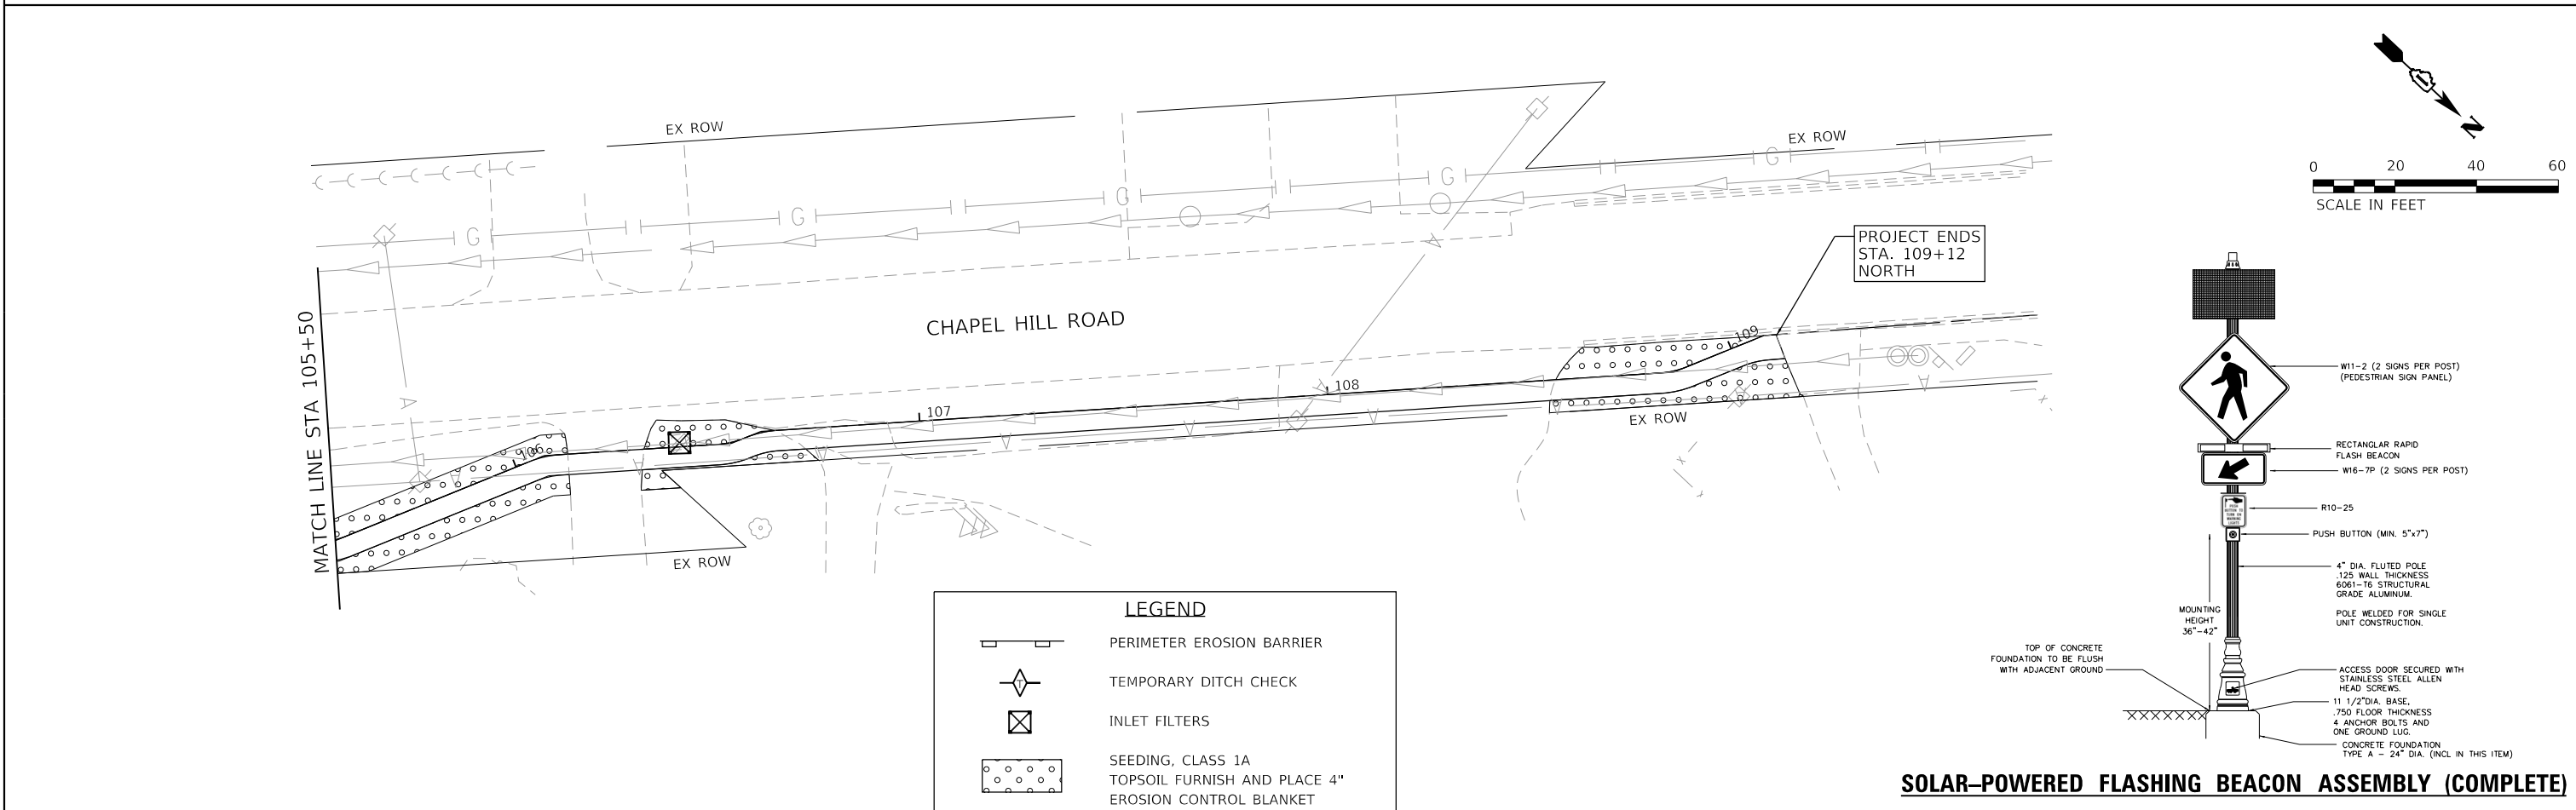 EX ROW
EX ROW
N
0 20 40 60
SCALE IN FEET
G
G
G
G
G
PROJECT ENDS
STA. 109+12
NORTH
CHAPEL HILL ROAD
MATCH LINE STA 105+50
106
107
108
109
A
A
A
A
A
A
A
A
A
A
EX ROW
EX ROW
LEGEND
PERIMETER EROSION BARRIER
T
TEMPORARY DITCH CHECK
INLET FILTERS
SEEDING, CLASS 1A
TOPSOIL FURNISH AND PLACE 4"
EROSION CONTROL BLANKET
W11-2 (2 SIGNS PER POST)
(PEDESTRIAN SIGN PANEL)
RECTANGLAR RAPID
FLASH BEACON
W16-7P (2 SIGNS PER POST)
R10-25
PUSH
BUTTON TO
TURN ON
WARNING
LIGHTS
PUSH BUTTON (MIN. 5"x7")
4" DIA. FLUTED POLE
.125 WALL THICKNESS
6061-T6 STRUCTURAL
GRADE ALUMINUM.
POLE WELDED FOR SINGLE
UNIT CONSTRUCTION.
MOUNTING
HEIGHT
36"-42"
TOP OF CONCRETE
FOUNDATION TO BE FLUSH
WITH ADJACENT GROUND
ACCESS DOOR SECURED WITH
STAINLESS STEEL ALLEN
HEAD SCREWS.
11 1/2"DIA. BASE,
.750 FLOOR THICKNESS
4 ANCHOR BOLTS AND
ONE GROUND LUG.
CONCRETE FOUNDATION
TYPE A - 24" DIA. (INCL IN THIS ITEM)
SOLAR-POWERED FLASHING BEACON ASSEMBLY (COMPLETE)